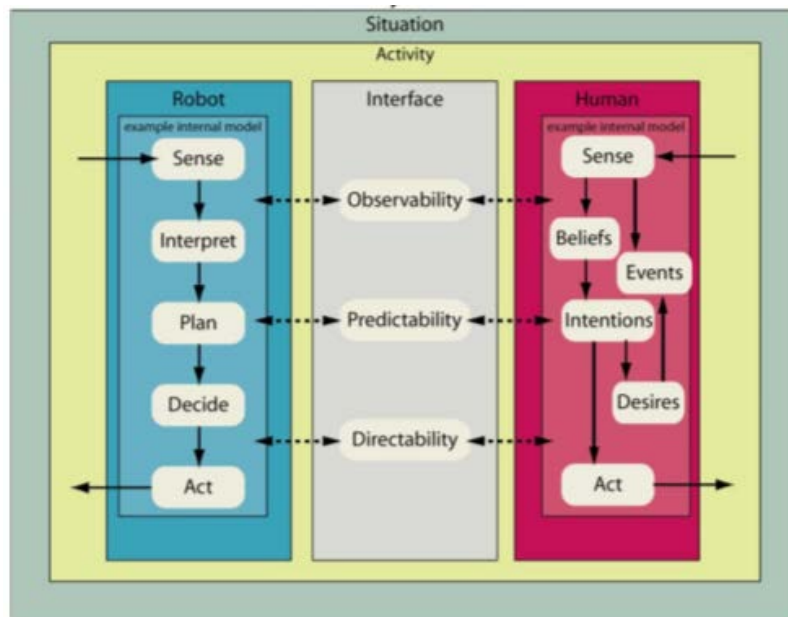 Situation
Activity
Robot
Interface
Human
example internal model
example internal model
Sense
Sense
Observability
Interpret
Beliefs
Events
Plan
Predictability
Intentions
Decide
Desires
Directability
Act
Act